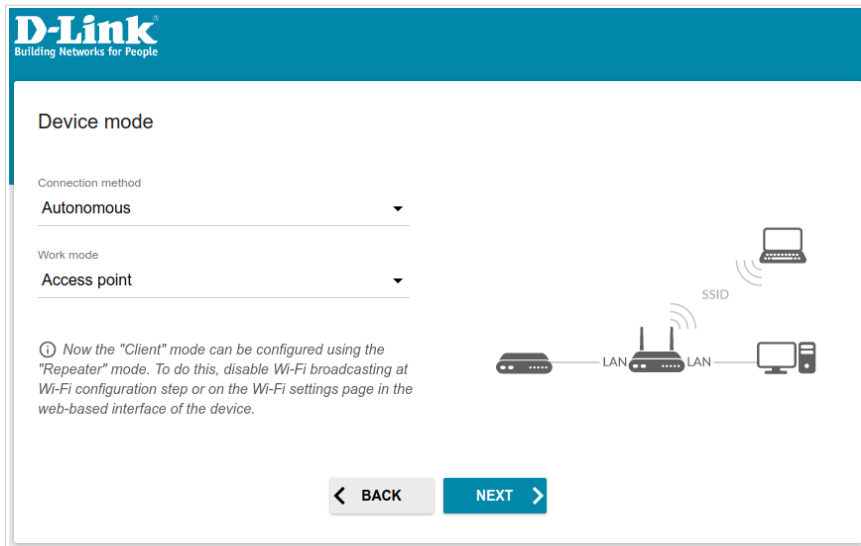 D-Link
Building Networks for People
Device mode
Connection method
Autonomous
Work mode
Access point
Now the "Client" mode can be configured using the
"Repeater" mode. To do this, disable Wi-Fi broadcasting at
Wi-Fi configuration step or on the Wi-Fi settings page in the
web-based interface of the device.
SSID
LAN
LAN
BACK
NEXT